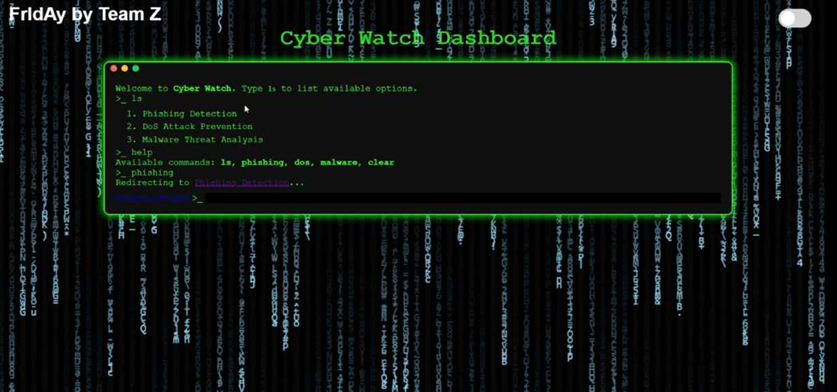 FrIdAy by Team Z
Cyber Watch Dashboard
Welcome to Cyber Watch. Type ls to list available options.
>_ ls
1. Phishing Detection
2. DoS Attack Prevention
3. Malware Threat Analysis
>_ help
Available commands: ls, phishing, dos, malware, clear
>_ phishing
Redirecting to Phishing Detection...
>_